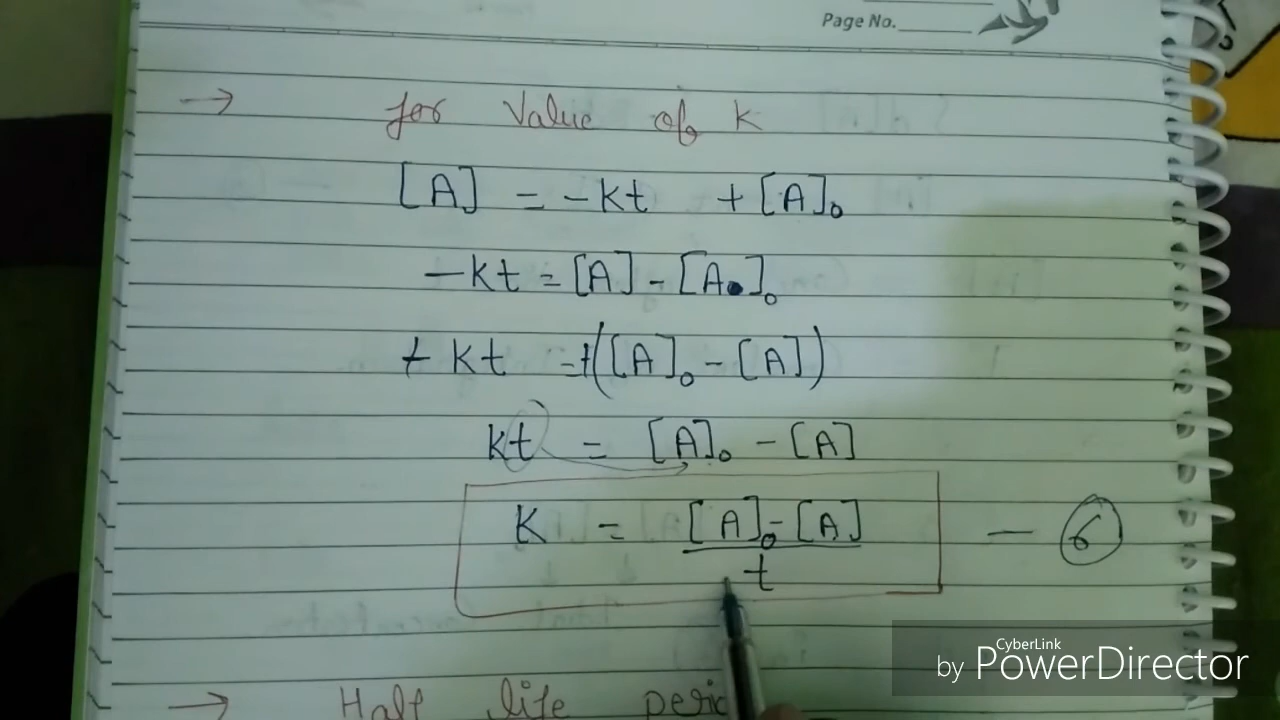 Page No.
→ for Value of K
[A] = -kt + [A]₀
-kt = [A] - [A]₀
+ kt = +([A]₀ - [A])
kt = [A]₀ - [A]
K = [A]₀ - [A] / t — ⑥
→ Half life
by CyberLink PowerDirector